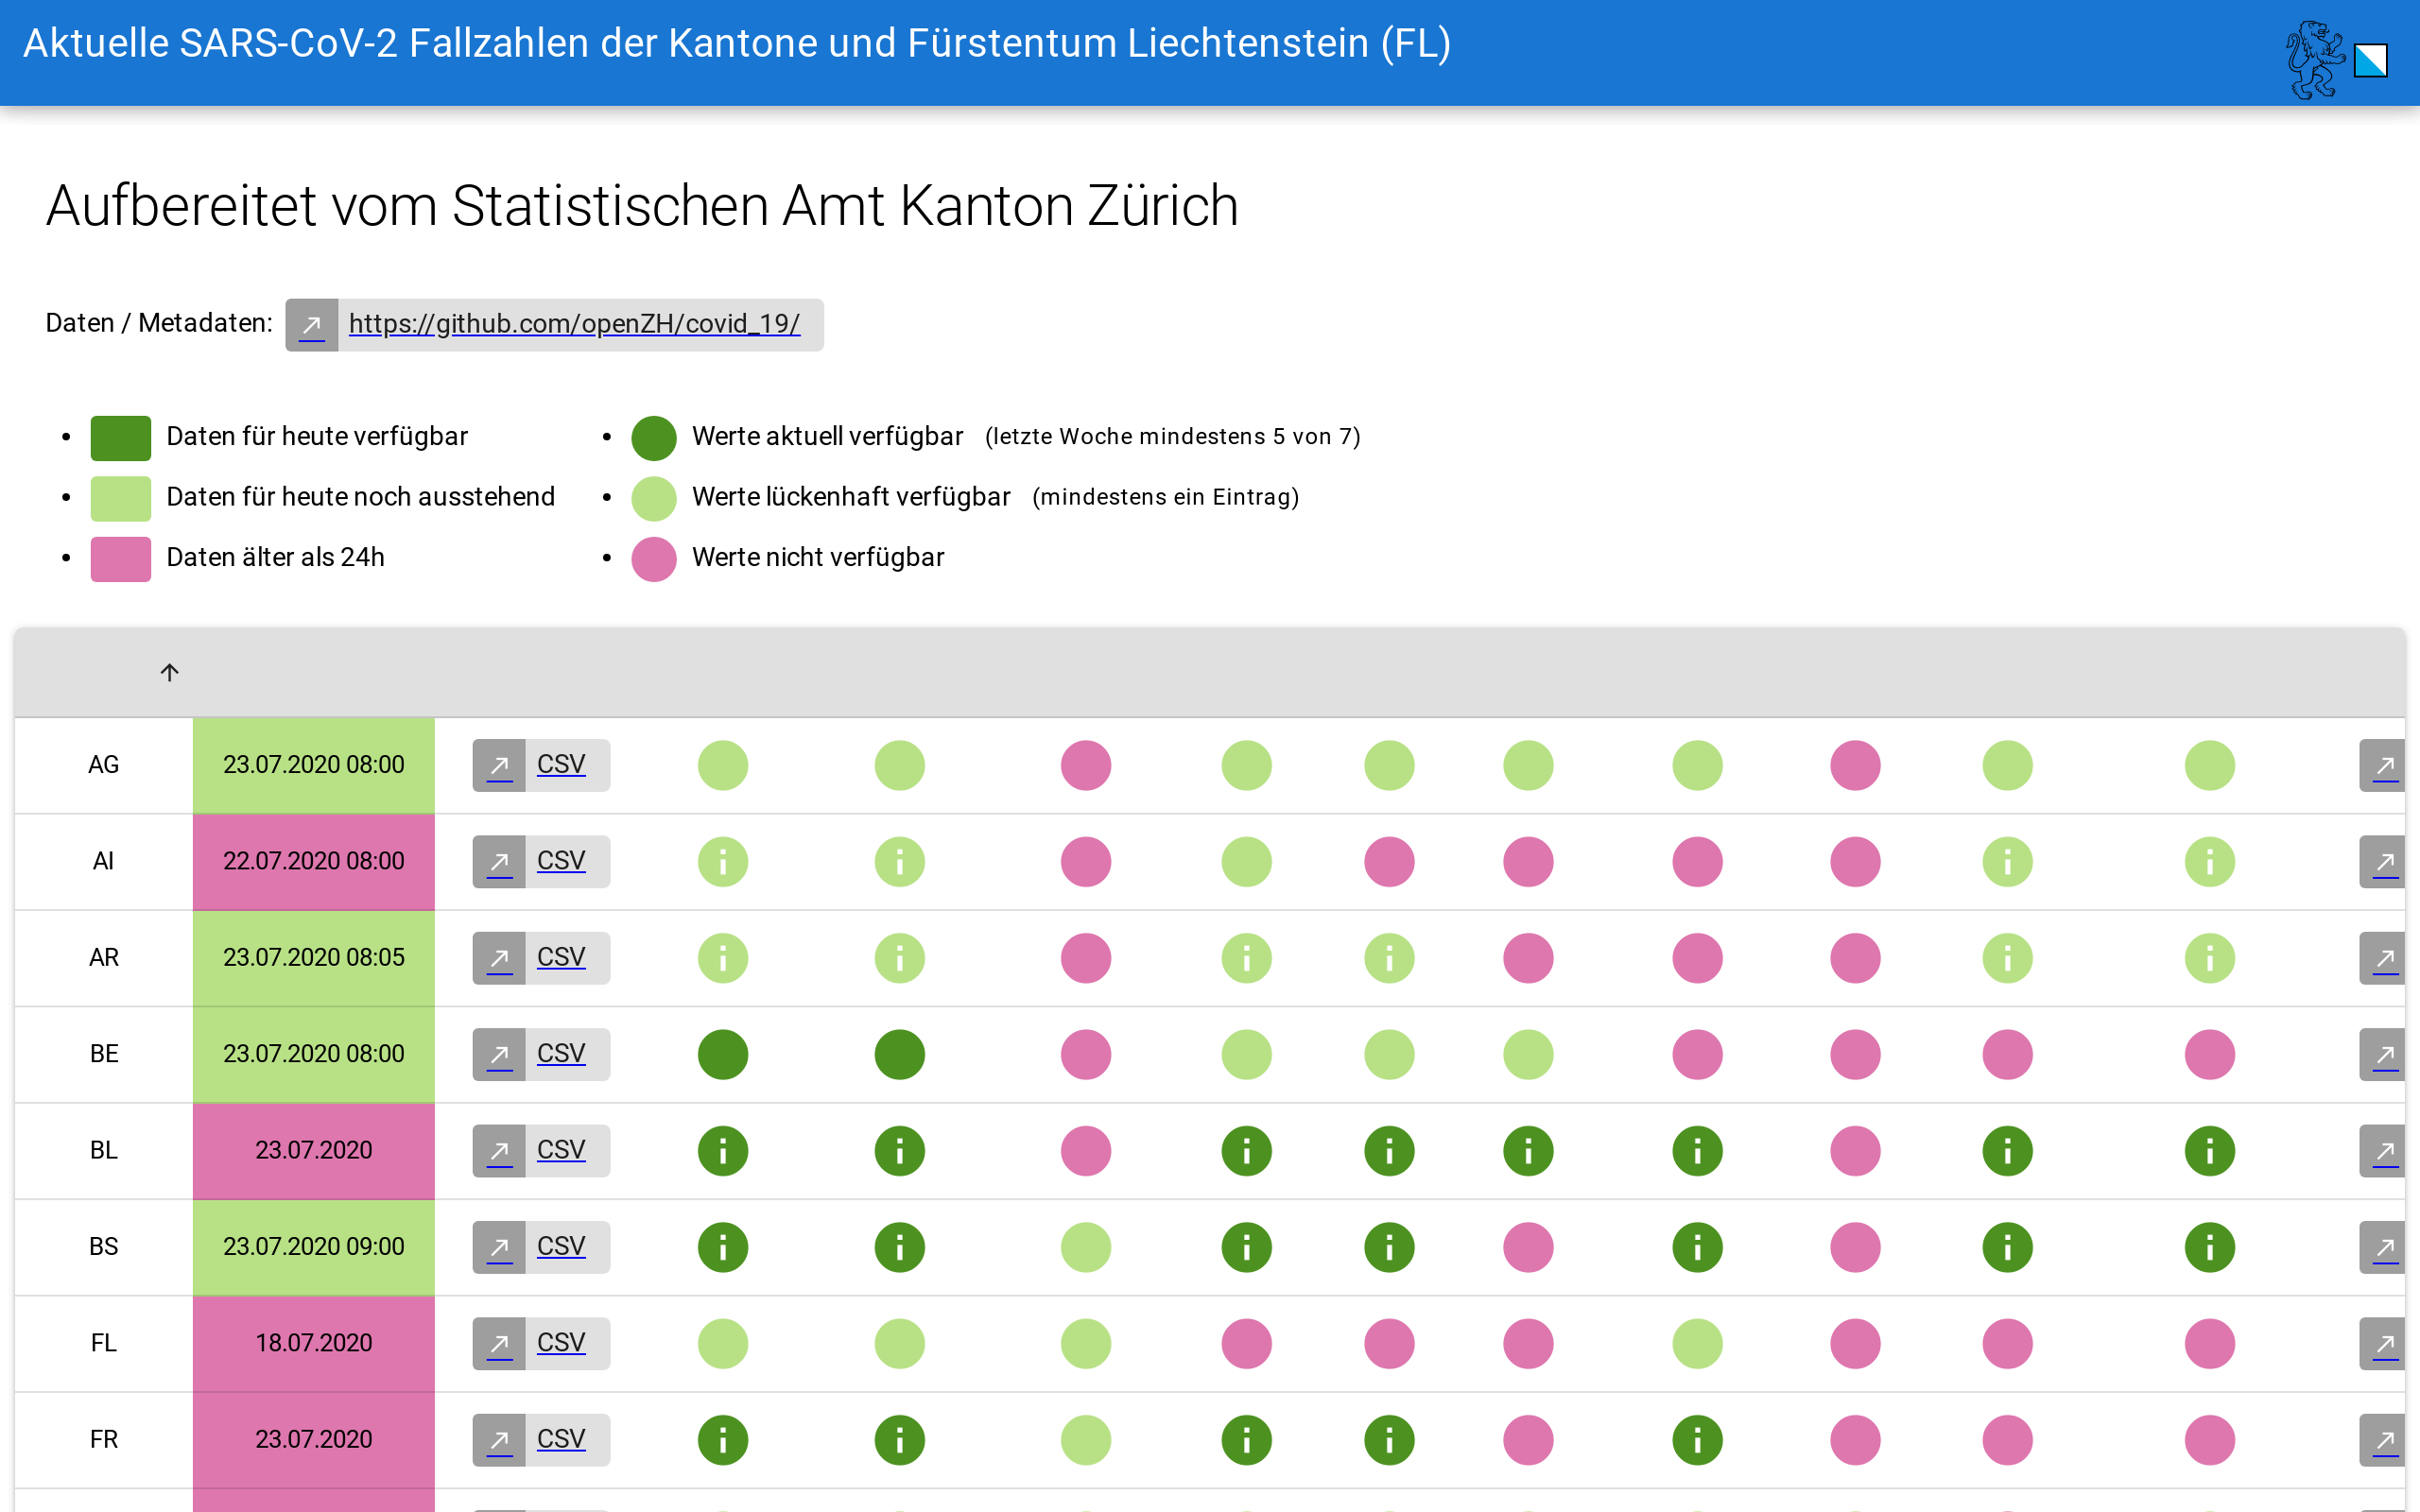 Aktuelle SARS-CoV-2 Fallzahlen der Kantone und Fürstentum Liechtenstein (FL)
Aufbereitet vom Statistischen Amt Kanton Zürich
Daten / Metadaten: https://github.com/openZH/covid_19/
Daten für heute verfügbar
Daten für heute noch ausstehend
Daten älter als 24h
Werte aktuell verfügbar (letzte Woche mindestens 5 von 7)
Werte lückenhaft verfügbar (mindestens ein Eintrag)
Werte nicht verfügbar
AG 23.07.2020 08:00 CSV
AI 22.07.2020 08:00 CSV
AR 23.07.2020 08:05 CSV
BE 23.07.2020 08:00 CSV
BL 23.07.2020 CSV
BS 23.07.2020 09:00 CSV
FL 18.07.2020 CSV
FR 23.07.2020 CSV